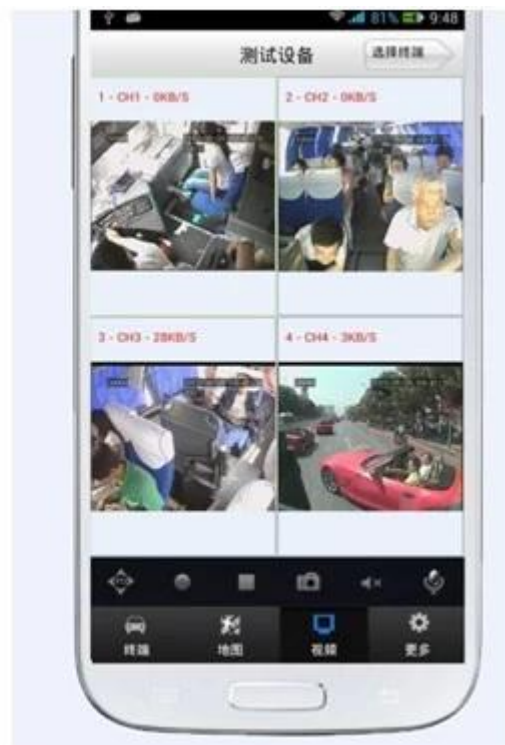 81% 9:48
测试设备
选择终端
1 - CH1 - 0KB/S
2 - CH2 - 0KB/S
3 - CH3 - 28KB/S
4 - CH4 - 3KB/S
终端
地图
视频
更多